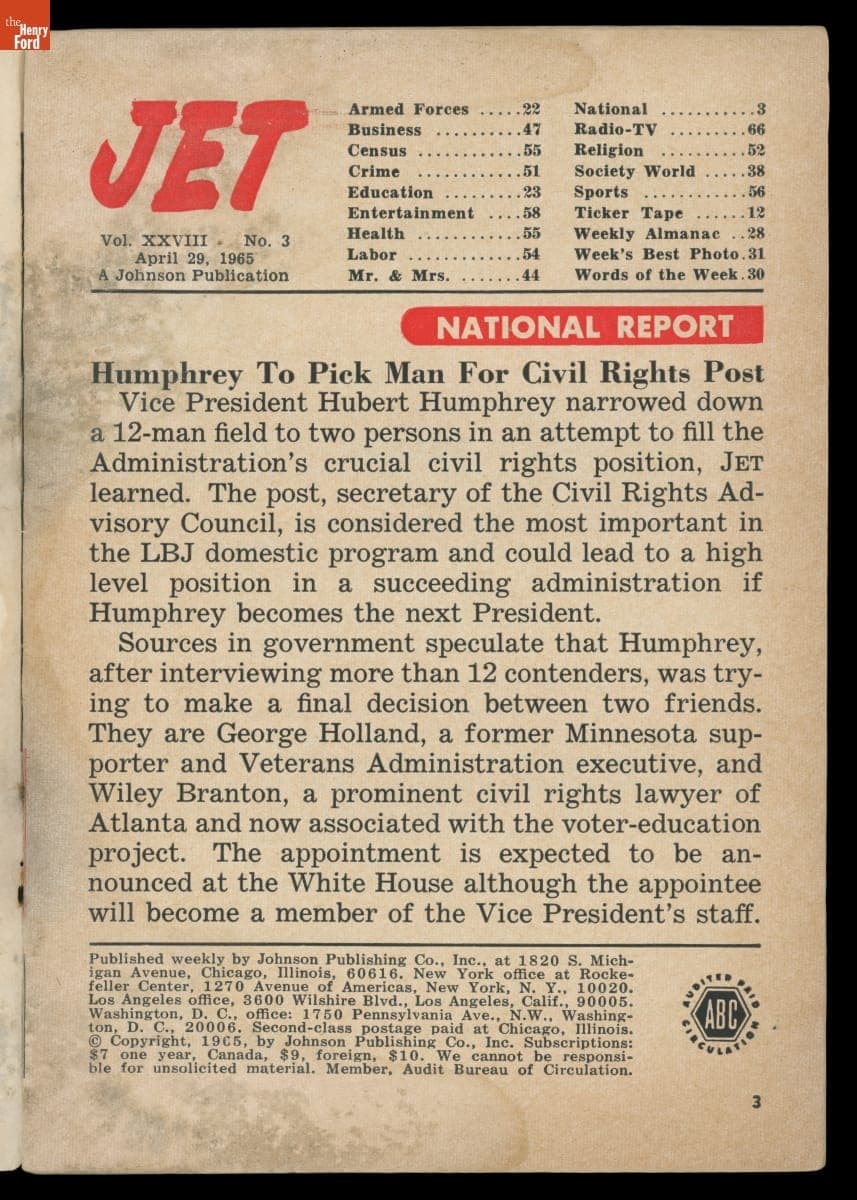 the
Henry
Ford
JET
Vol. XXVIII No. 3
April 29, 1965
A Johnson Publication
Armed Forces .....22
Business ..........47
Census ............55
Crime ............51
Education .........23
Entertainment ....58
Health ............55
Labor .............54
Mr. & Mrs. .......44
National ...........3
Radio-TV .........66
Religion ..........52
Society World .....38
Sports ............56
Ticker Tape ......12
Weekly Almanac ..28
Week's Best Photo.31
Words of the Week.30
NATIONAL REPORT
Humphrey To Pick Man For Civil Rights Post
Vice President Hubert Humphrey narrowed down
a 12-man field to two persons in an attempt to fill the
Administration's crucial civil rights position, JET
learned. The post, secretary of the Civil Rights Ad-
visory Council, is considered the most important in
the LBJ domestic program and could lead to a high
level position in a succeeding administration if
Humphrey becomes the next President.
Sources in government speculate that Humphrey,
after interviewing more than 12 contenders, was try-
ing to make a final decision between two friends.
They are George Holland, a former Minnesota sup-
porter and Veterans Administration executive, and
Wiley Branton, a prominent civil rights lawyer of
Atlanta and now associated with the voter-education
project. The appointment is expected to be an-
nounced at the White House although the appointee
will become a member of the Vice President's staff.
Published weekly by Johnson Publishing Co., Inc., at 1820 S. Mich-
igan Avenue, Chicago, Illinois, 60616. New York office at Rocke-
feller Center, 1270 Avenue of Americas, New York, N. Y., 10020.
Los Angeles office, 3600 Wilshire Blvd., Los Angeles, Calif., 90005.
Washington, D. C., office: 1750 Pennsylvania Ave., N.W., Washing-
ton, D. C., 20006. Second-class postage paid at Chicago, Illinois.
© Copyright, 1965, by Johnson Publishing Co., Inc. Subscriptions:
$7 one year, Canada, $9, foreign, $10. We cannot be responsi-
ble for unsolicited material. Member, Audit Bureau of Circulation.
AUDITED PAID
ABC
CIRCULATION
3